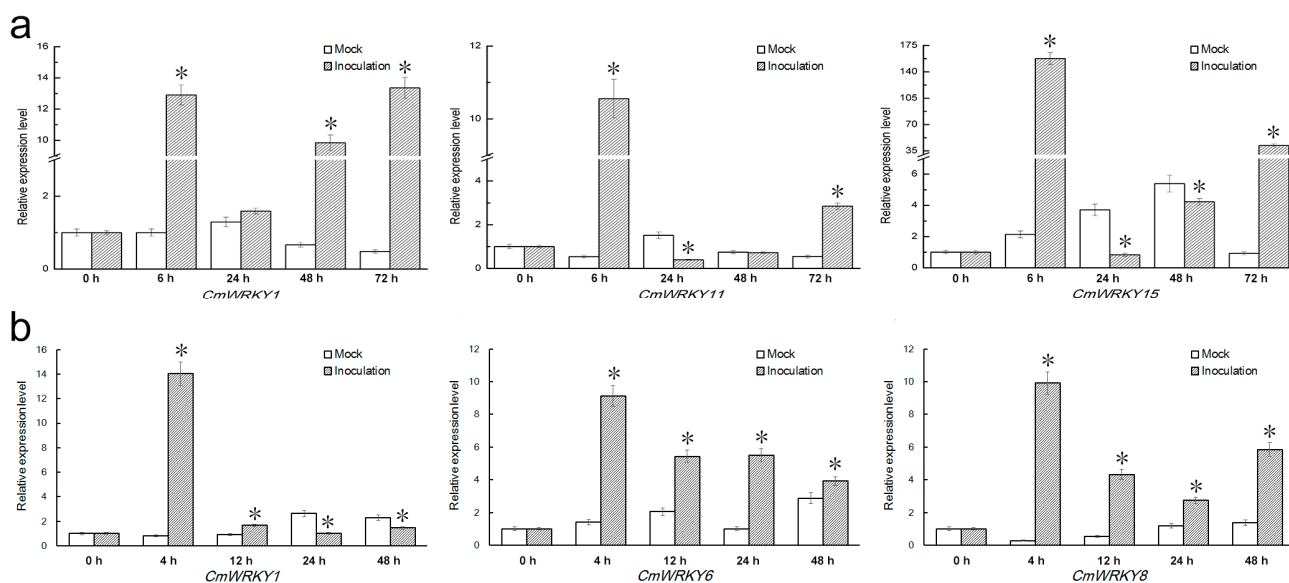 a
Relative expression level
16
14
12
10
2
1
0
Mock
Inoculation
*
*
*
0 h 6 h 24 h 48 h 72 h
CmWRKY1
Relative expression level
12
10
4
2
0
Mock
Inoculation
*
*
*
0 h 6 h 24 h 48 h 72 h
CmWRKY11
Relative expression level
175
140
105
70
35
6
4
2
0
Mock
Inoculation
*
*
*
*
0 h 6 h 24 h 48 h 72 h
CmWRKY15
b
Relative expression level
16
14
12
10
8
6
4
2
0
Mock
Inoculation
*
*
*
*
0 h 4 h 12 h 24 h 48 h
CmWRKY1
Relative expression level
12
10
8
6
4
2
0
Mock
Inoculation
*
*
*
*
0 h 4 h 12 h 24 h 48 h
CmWRKY6
Relative expression level
12
10
8
6
4
2
0
Mock
Inoculation
*
*
*
*
0 h 4 h 12 h 24 h 48 h
CmWRKY8